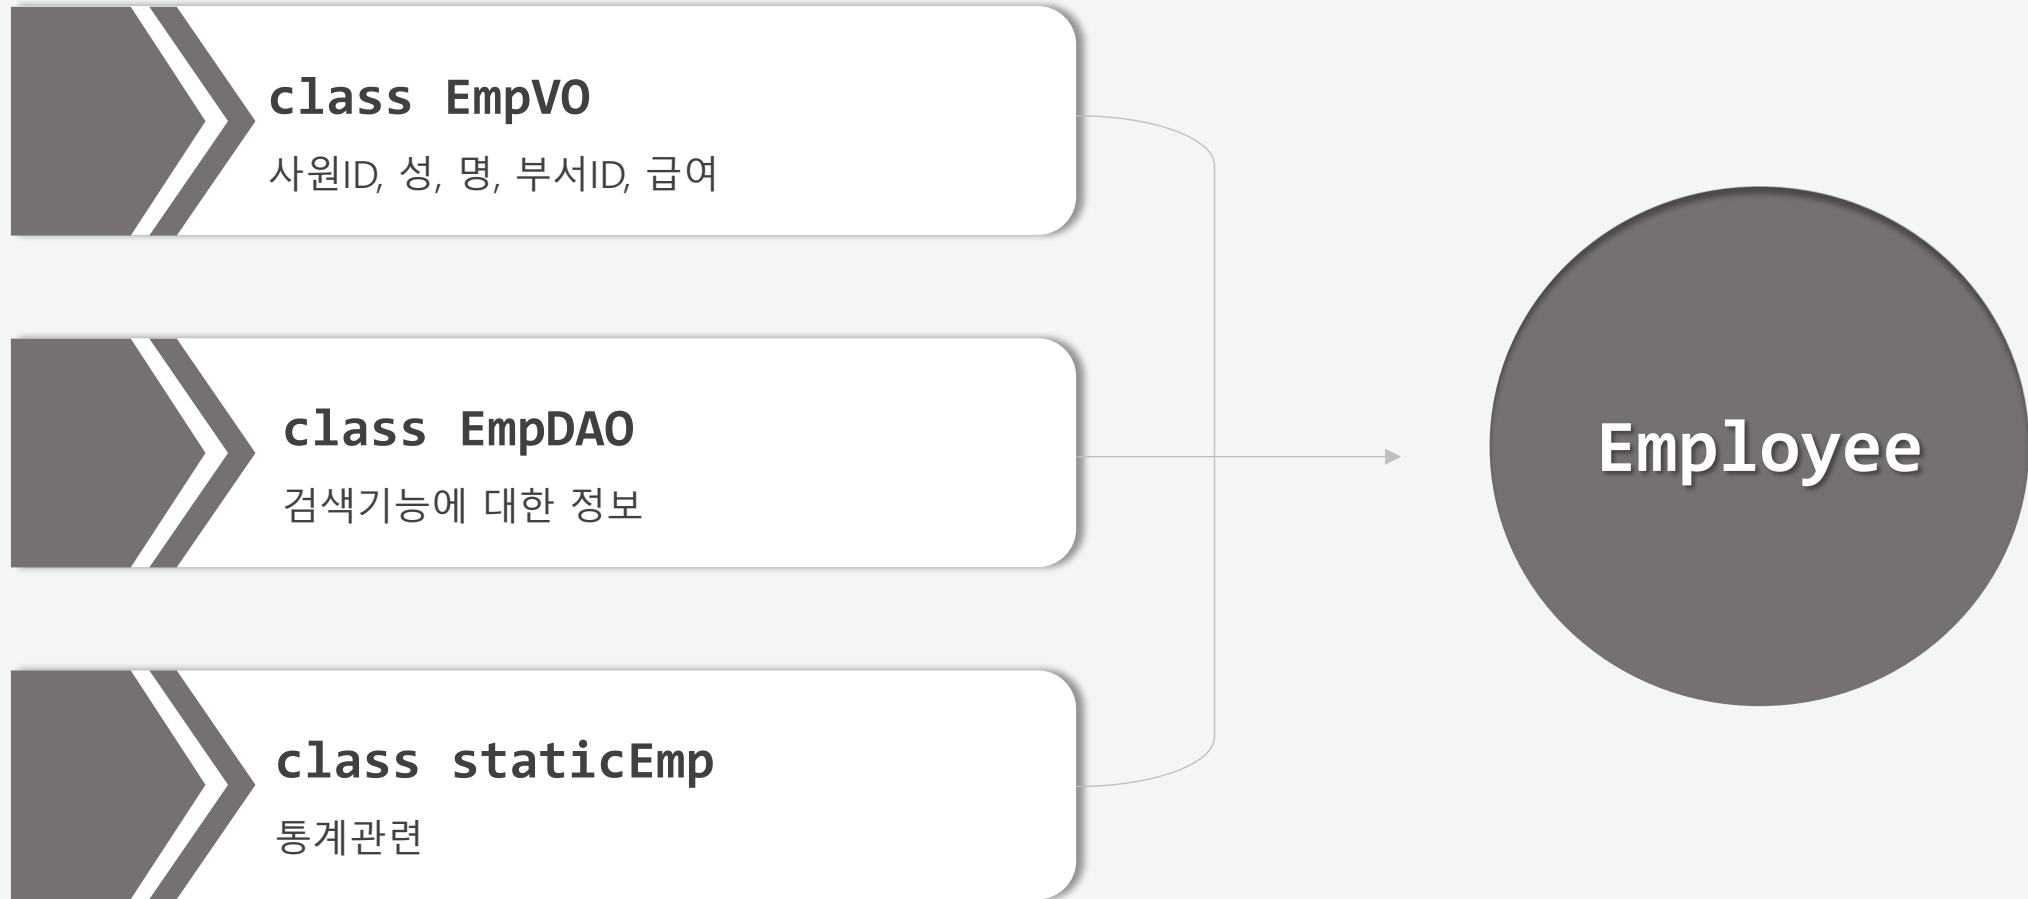 class EmpVO
사원ID, 성, 명, 부서ID, 급여
class EmpDAO
검색기능에 대한 정보
class staticEmp
통계관련
Employee